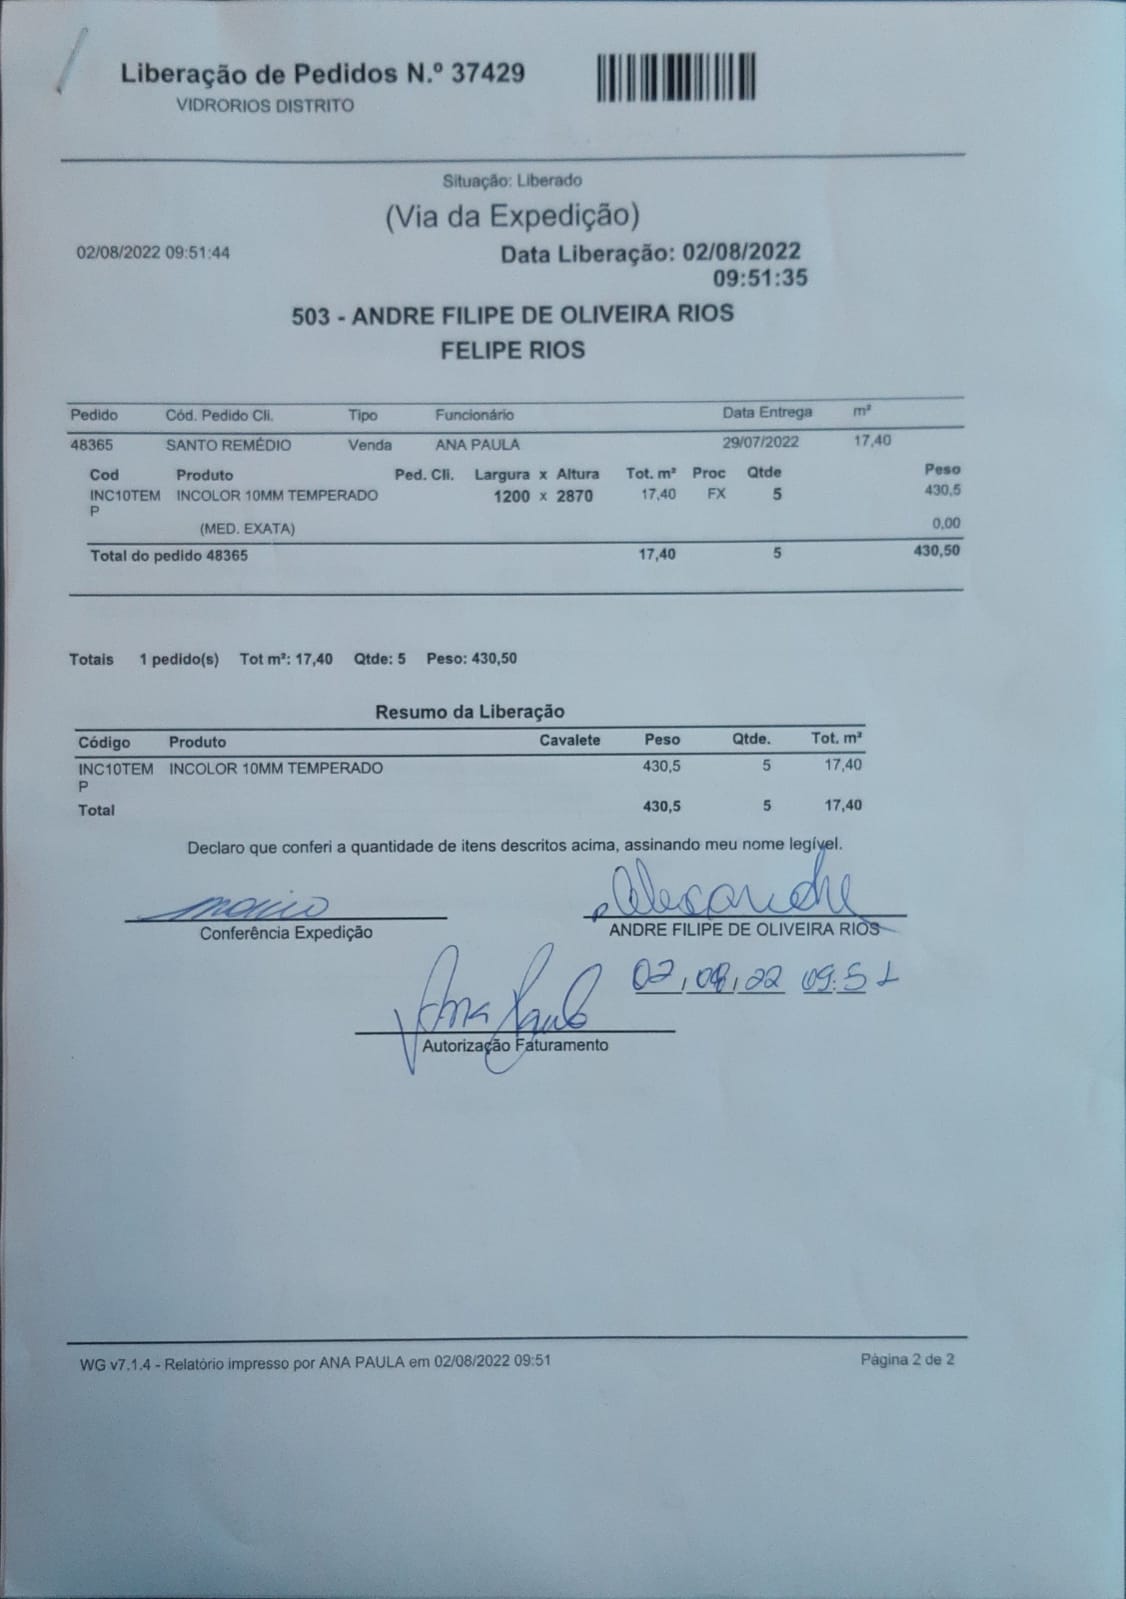 Liberação de Pedidos N.º 37429
VIDRORIOS DISTRITO
Situação: Liberado
(Via da Expedição)
02/08/2022 09:51:44
Data Liberação: 02/08/2022
09:51:35
503 - ANDRE FILIPE DE OLIVEIRA RIOS
FELIPE RIOS
Pedido Cód. Pedido Cli. Tipo Funcionário Data Entrega m²
48365 SANTO REMÉDIO Venda ANA PAULA 29/07/2022 17,40
Cod Produto Ped. Cli. Largura x Altura Tot. m² Proc Qtde Peso
INC10TEM INCOLOR 10MM TEMPERADO 1200 x 2870 17,40 FX 5 430,5
P
(MED. EXATA) 0,00
Total do pedido 48365 17,40 5 430,50
Totais 1 pedido(s) Tot m²: 17,40 Qtde: 5 Peso: 430,50
Resumo da Liberação
Código Produto Cavalete Peso Qtde. Tot. m²
INC10TEM INCOLOR 10MM TEMPERADO 430,5 5 17,40
P
Total 430,5 5 17,40
Declaro que conferi a quantidade de itens descritos acima, assinando meu nome legível.
Alexandre
Conferência Expedição
ANDRE FILIPE DE OLIVEIRA RIOS
02, 08, 22 09:51
Ana Paula
Autorização Faturamento
WG v7.1.4 - Relatório impresso por ANA PAULA em 02/08/2022 09:51
Página 2 de 2